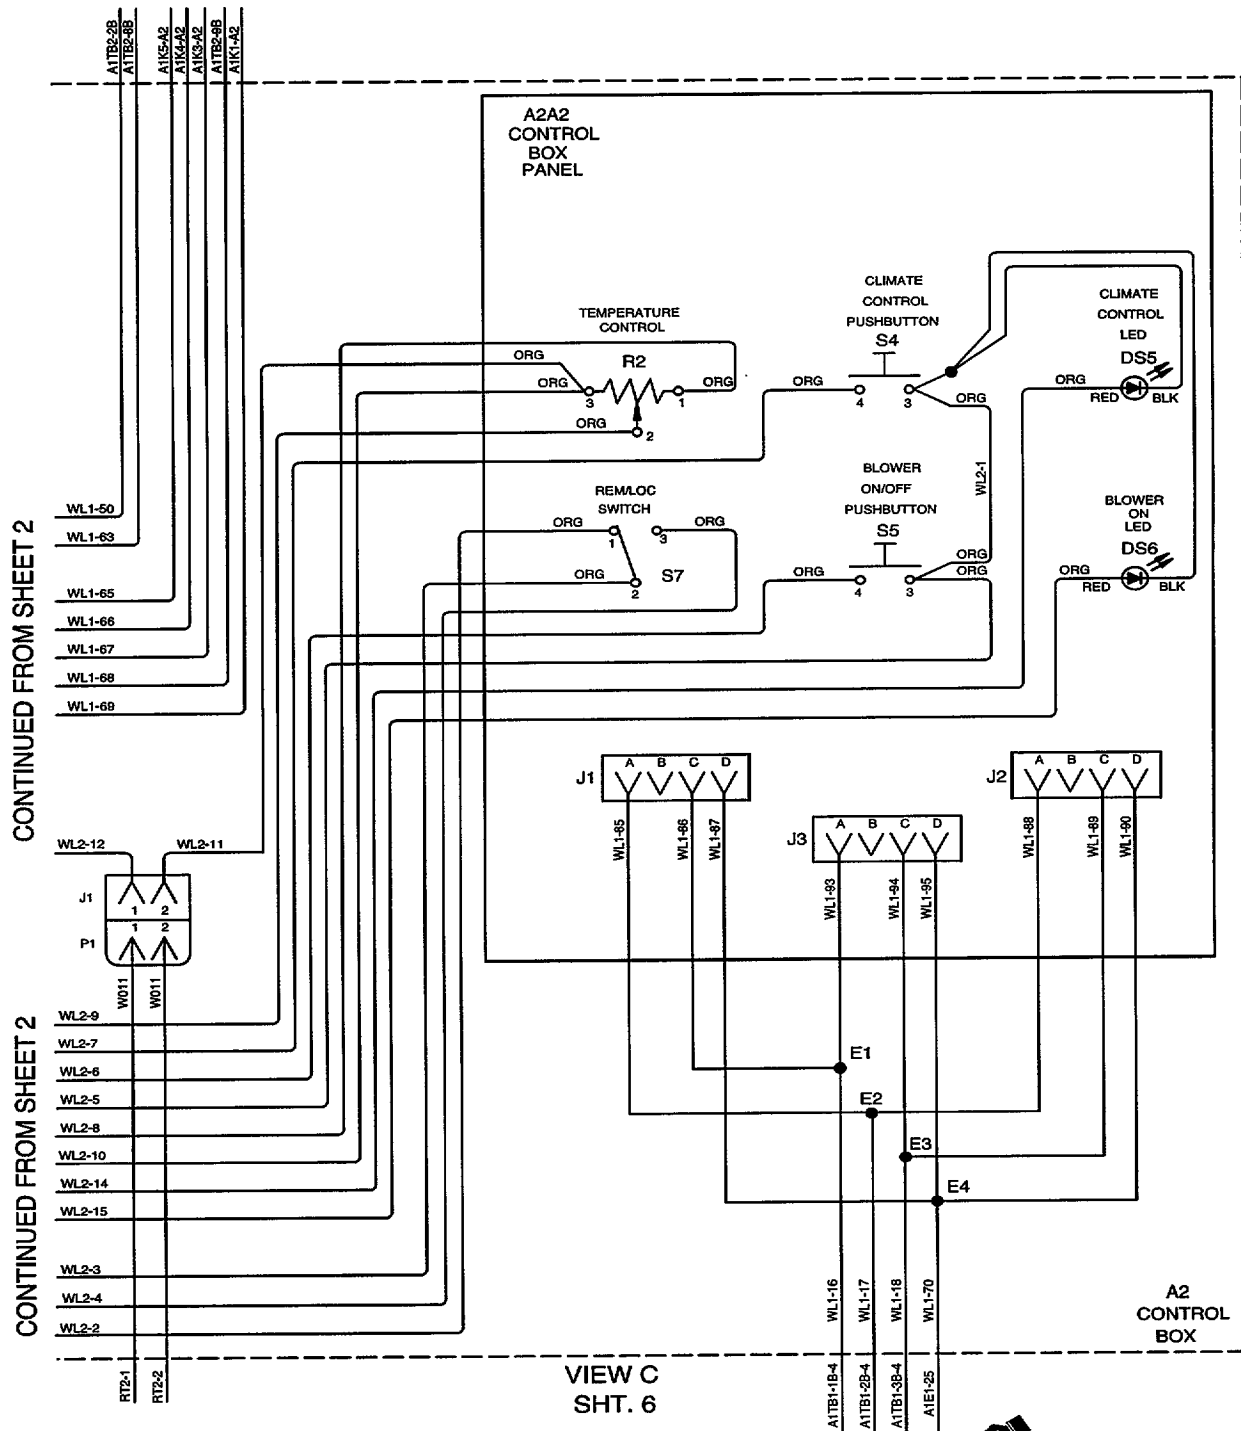 A1TB2-2B
A1TB2-8B
A1K5-A2
A1K4-A2
A1K3-A2
A1TB2-9B
A1K1-A2
A2A2
CONTROL
BOX
PANEL
TEMPERATURE
CONTROL
R2
ORG
ORG
ORG
ORG
3
1
2
CLIMATE
CONTROL
PUSHBUTTON
S4
ORG
4
3
ORG
WL2-1
CLIMATE
CONTROL
LED
DS5
ORG
RED
BLK
REM/LOC
SWITCH
ORG
ORG
ORG
1
3
2
S7
BLOWER
ON/OFF
PUSHBUTTON
S5
ORG
4
3
ORG
ORG
BLOWER
ON
LED
DS6
ORG
RED
BLK
CONTINUED FROM SHEET 2
WL1-50
WL1-63
WL1-65
WL1-66
WL1-67
WL1-68
WL1-69
WL2-12
WL2-11
J1
1
2
P1
1
2
W011
W011
J1
A
B
C
D
WL1-85
WL1-86
WL1-87
J3
A
B
C
D
WL1-93
WL1-94
WL1-95
J2
A
B
C
D
WL1-88
WL1-89
WL1-90
CONTINUED FROM SHEET 2
WL2-9
WL2-7
WL2-6
WL2-5
WL2-8
WL2-10
WL2-14
WL2-15
WL2-3
WL2-4
WL2-2
E1
E2
E3
E4
WL1-16
WL1-17
WL1-18
WL1-70
A2
CONTROL
BOX
RT2-1
RT2-2
VIEW C
SHT. 6
A1TB1-1B-4
A1TB1-2B-4
A1TB1-3B-4
A1E1-25